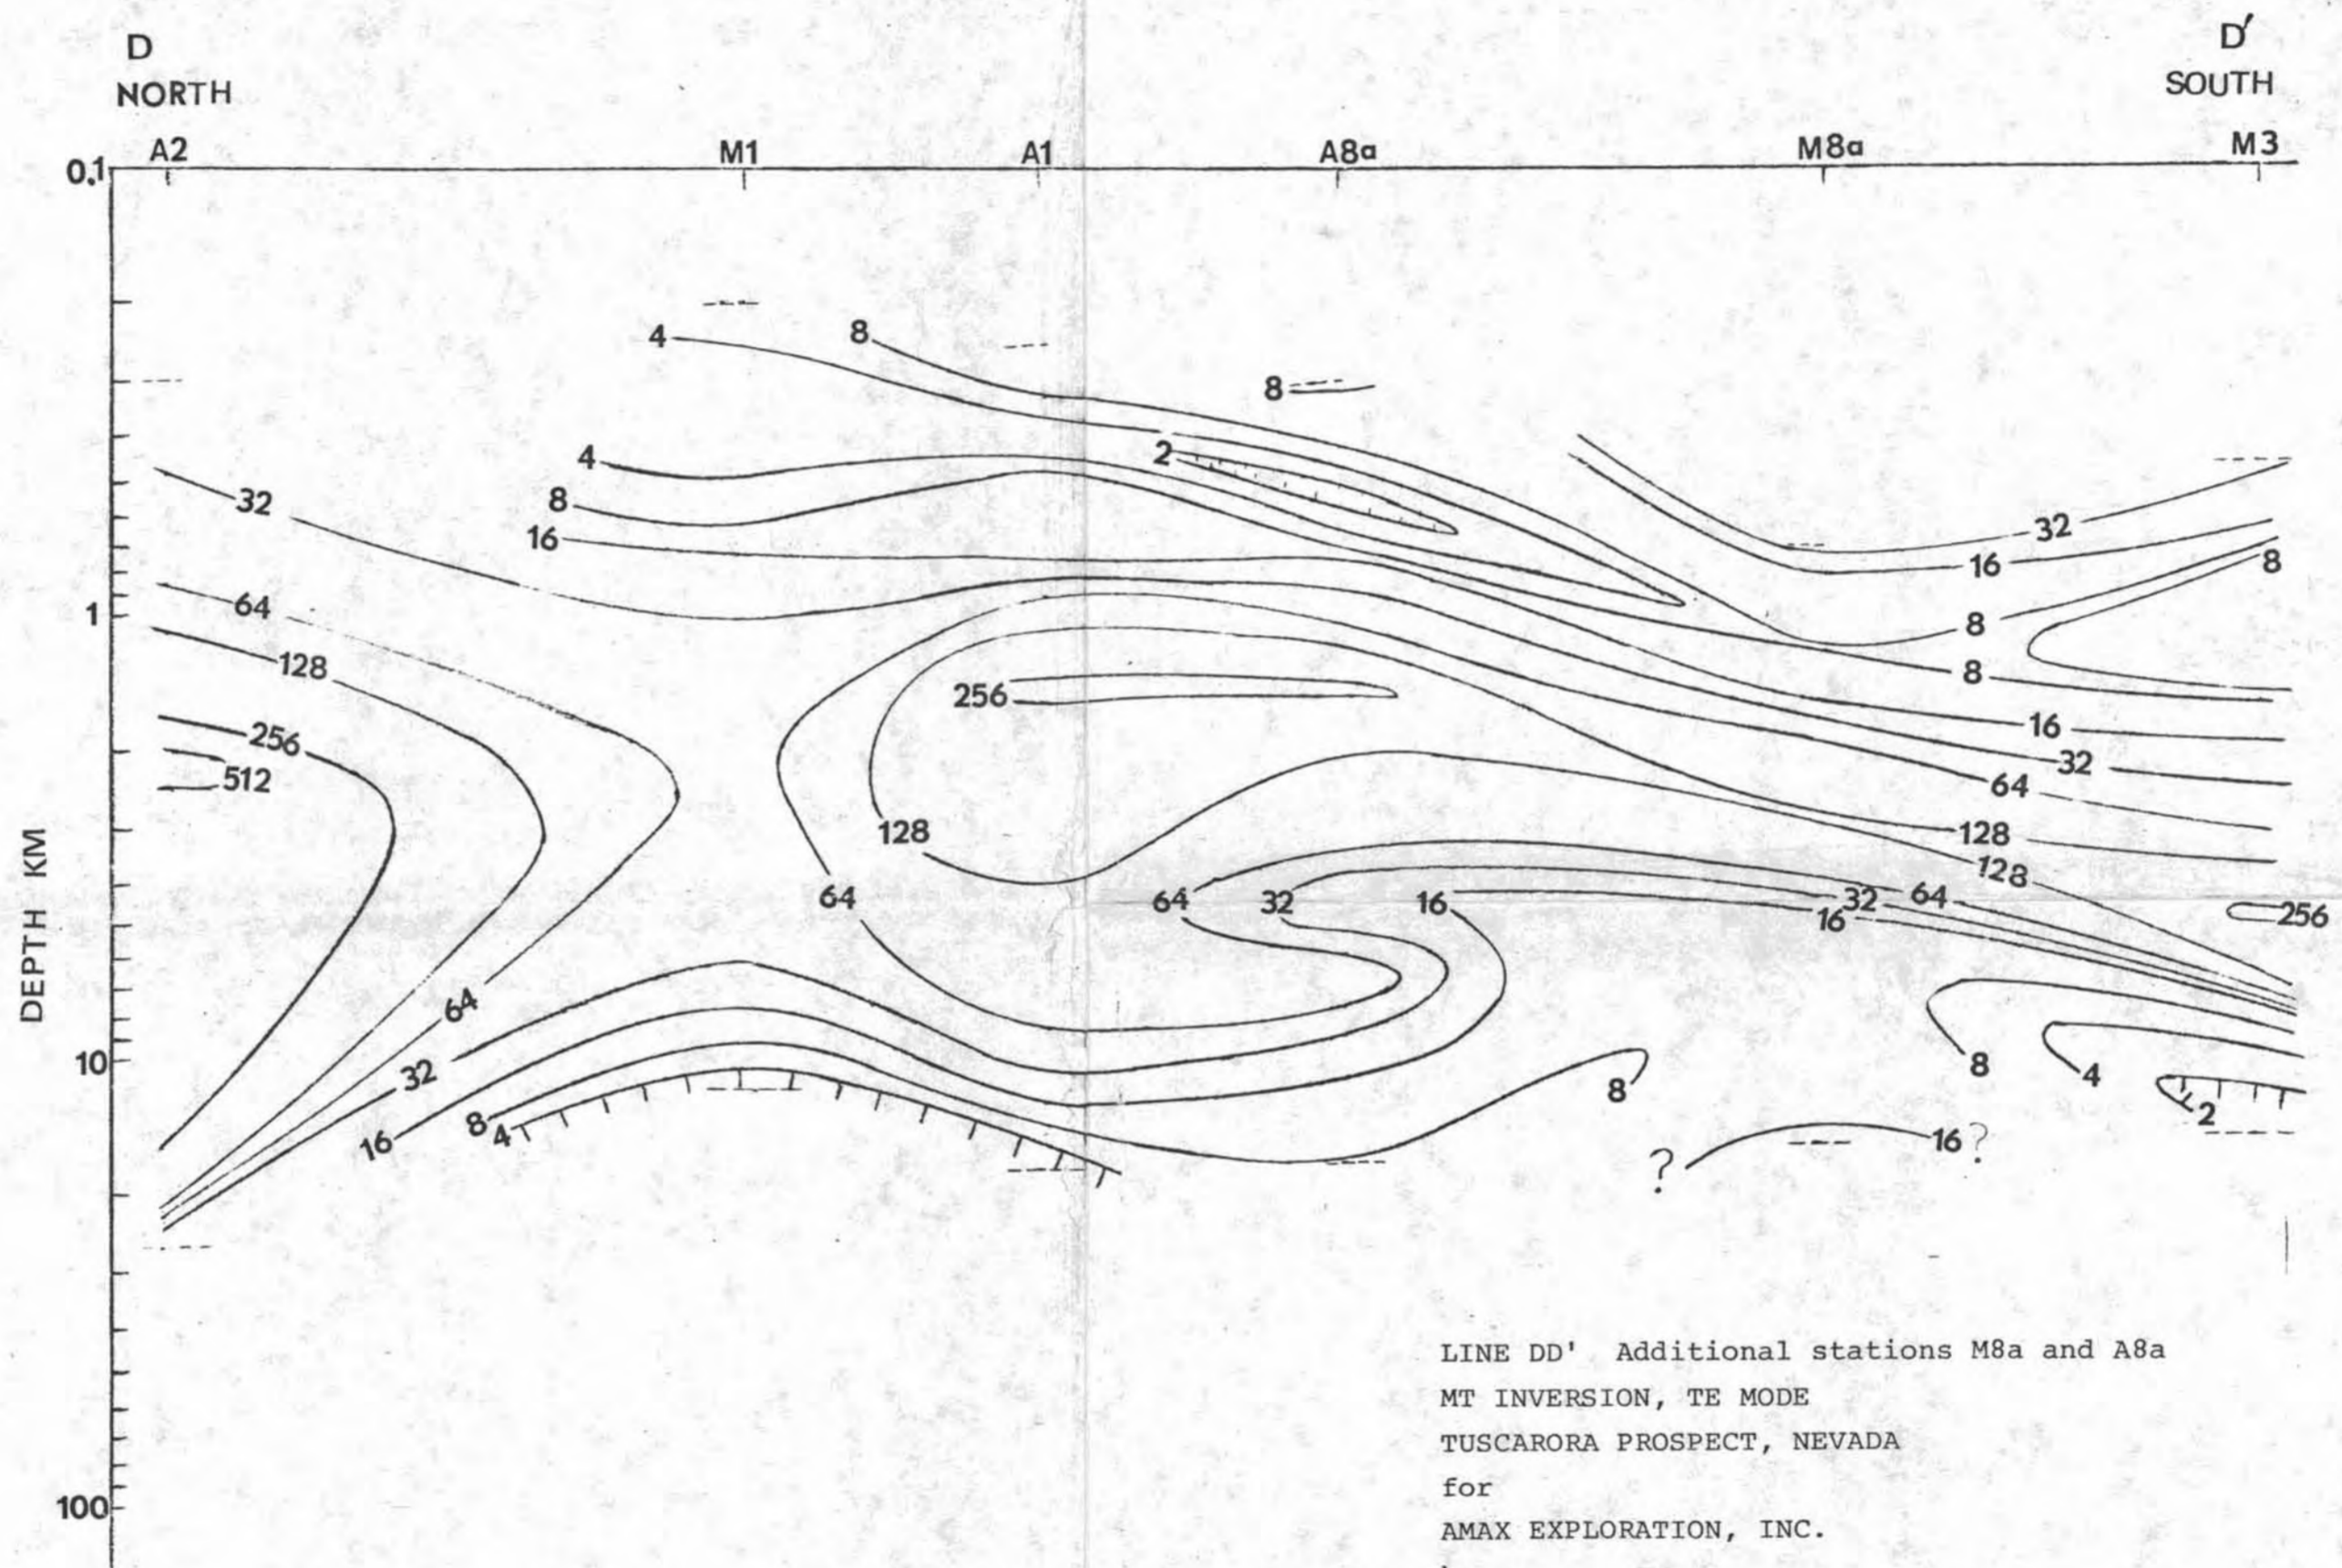 D D′
NORTH SOUTH
A2 M1 A1 A8a M8a M3
0.1
4 8
8
4 2
32 8
16
32
16 8
64 1
8
128
8
256
16
256
32
512
64
128
128
128
64 64 32 16 32 64
16 256
DEPTH KM
64
10
32 8 8 4
8 2
16 4
16?
?
100
LINE DD' Additional stations M8a and A8a
MT INVERSION, TE MODE
TUSCARORA PROSPECT, NEVADA
for
AMAX EXPLORATION, INC.